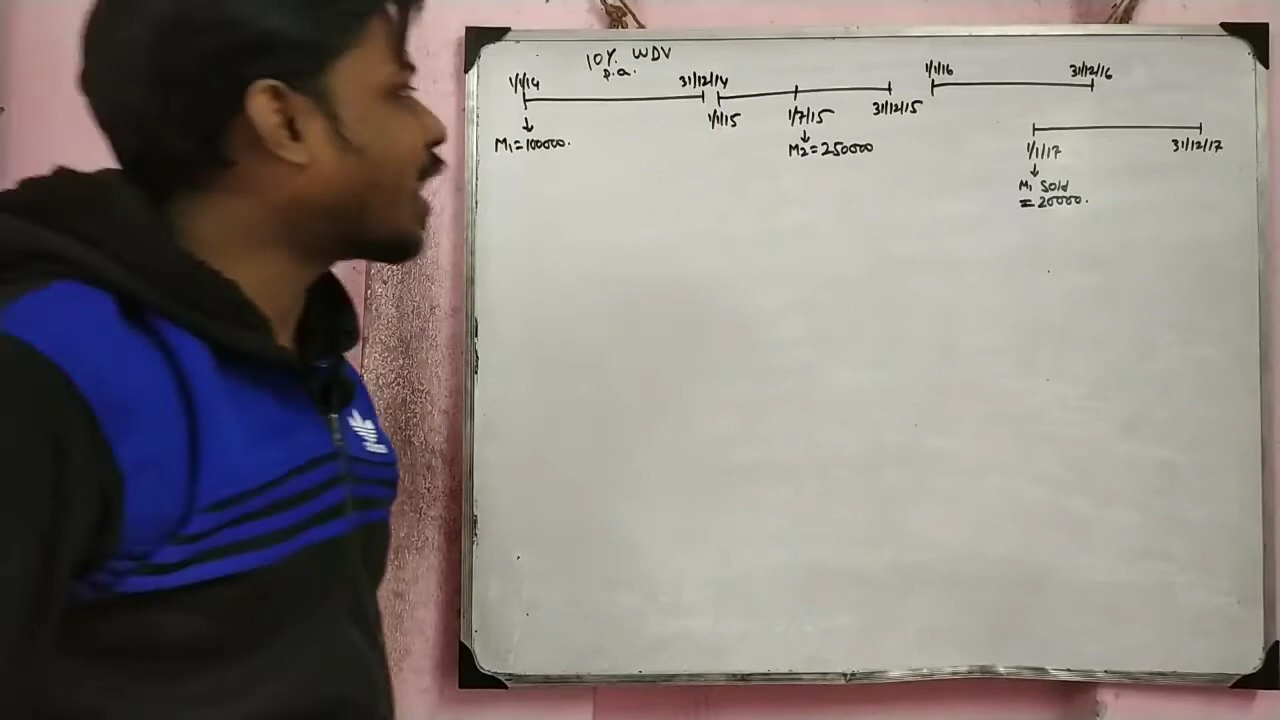 10% WDV
p.a.
1/1/14 31/12/14
1/1/15 1/7/15 31/12/15
1/1/16 31/12/16
M1=100000.
M2=250000
1/1/17 31/12/17
M1 Sold
= 20000.